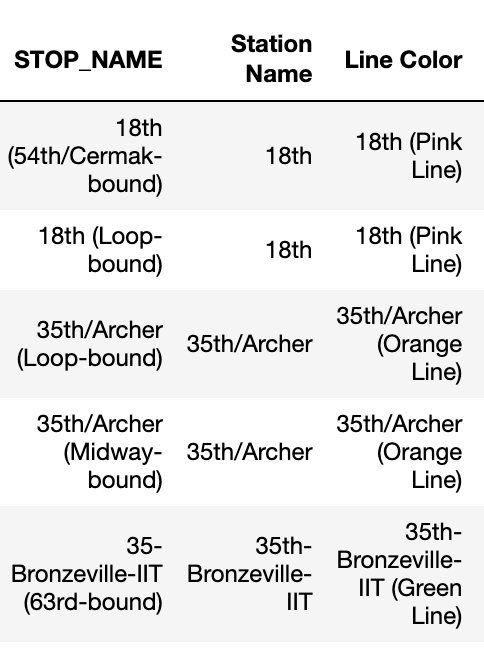 STOP_NAME Station Name Line Color
18th (54th/Cermak-bound) 18th 18th (Pink Line)
18th (Loop-bound) 18th 18th (Pink Line)
35th/Archer (Loop-bound) 35th/Archer 35th/Archer (Orange Line)
35th/Archer (Midway-bound) 35th/Archer 35th/Archer (Orange Line)
35-Bronzeville-IIT (63rd-bound) 35th-Bronzeville-IIT 35th-Bronzeville-IIT (Green Line)